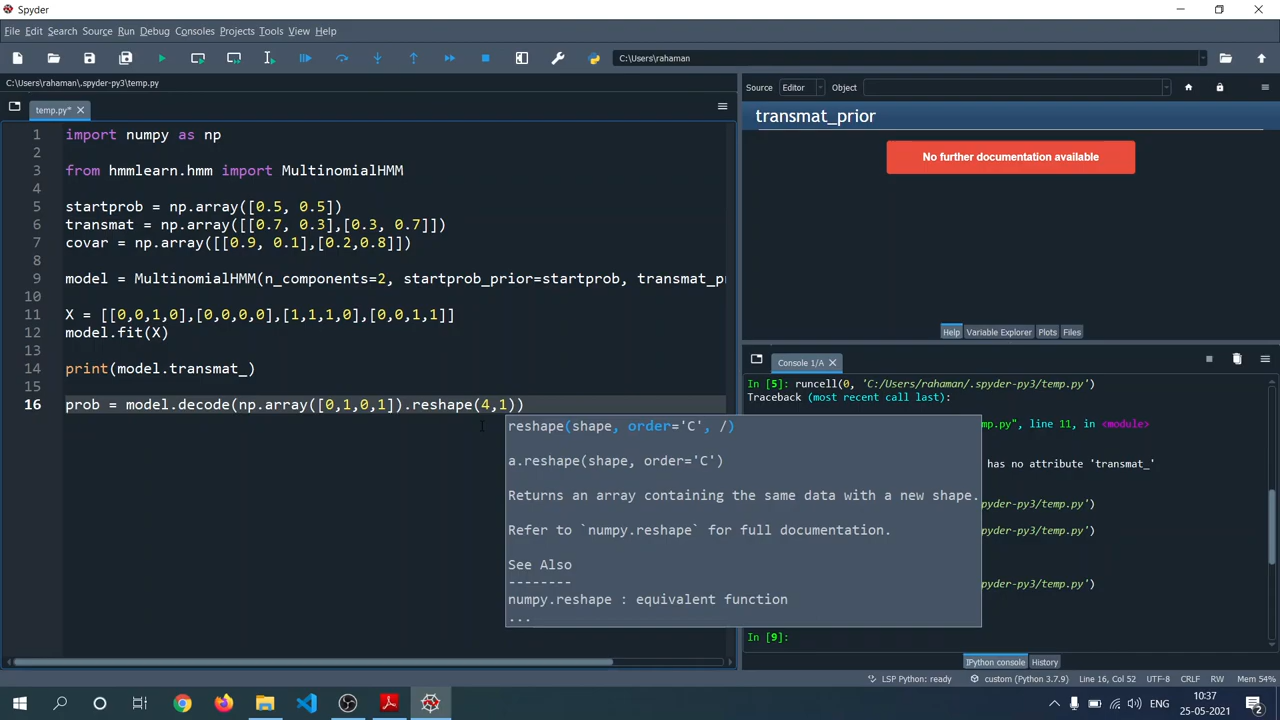 Spyder
File Edit Search Source Run Debug Consoles Projects Tools View Help
C:\Users\rahaman
C:\Users\rahaman\.spyder-py3\temp.py
temp.py*
1 import numpy as np
2
3 from hmmlearn.hmm import MultinomialHMM
4
5 startprob = np.array([0.5, 0.5])
6 transmat = np.array([[0.7, 0.3],[0.3, 0.7]])
7 covar = np.array([[0.9, 0.1],[0.2,0.8]])
8
9 model = MultinomialHMM(n_components=2, startprob_prior=startprob, transmat_pr
10
11 X = [[0,0,1,0],[0,0,0,0],[1,1,1,0],[0,0,1,1]]
12 model.fit(X)
13
14 print(model.transmat_)
15
16 prob = model.decode(np.array([0,1,0,1]).reshape(4,1))
reshape(shape, order='C', /)
a.reshape(shape, order='C')
Returns an array containing the same data with a new shape.
Refer to `numpy.reshape` for full documentation.
See Also
--------
numpy.reshape : equivalent function
...
Source Editor Object
transmat_prior
No further documentation available
Help Variable Explorer Plots Files
Console 1/A
In [5]: runcell(0, 'C:/Users/rahaman/.spyder-py3/temp.py')
Traceback (most recent call last):
mp.py", line 11, in <module>
has no attribute 'transmat_'
pyder-py3/temp.py')
pyder-py3/temp.py')
pyder-py3/temp.py')
In [9]:
IPython console History
LSP Python: ready custom (Python 3.7.9) Line 16, Col 52 UTF-8 CRLF RW Mem 54%
ENG 10:37
25-05-2021
2